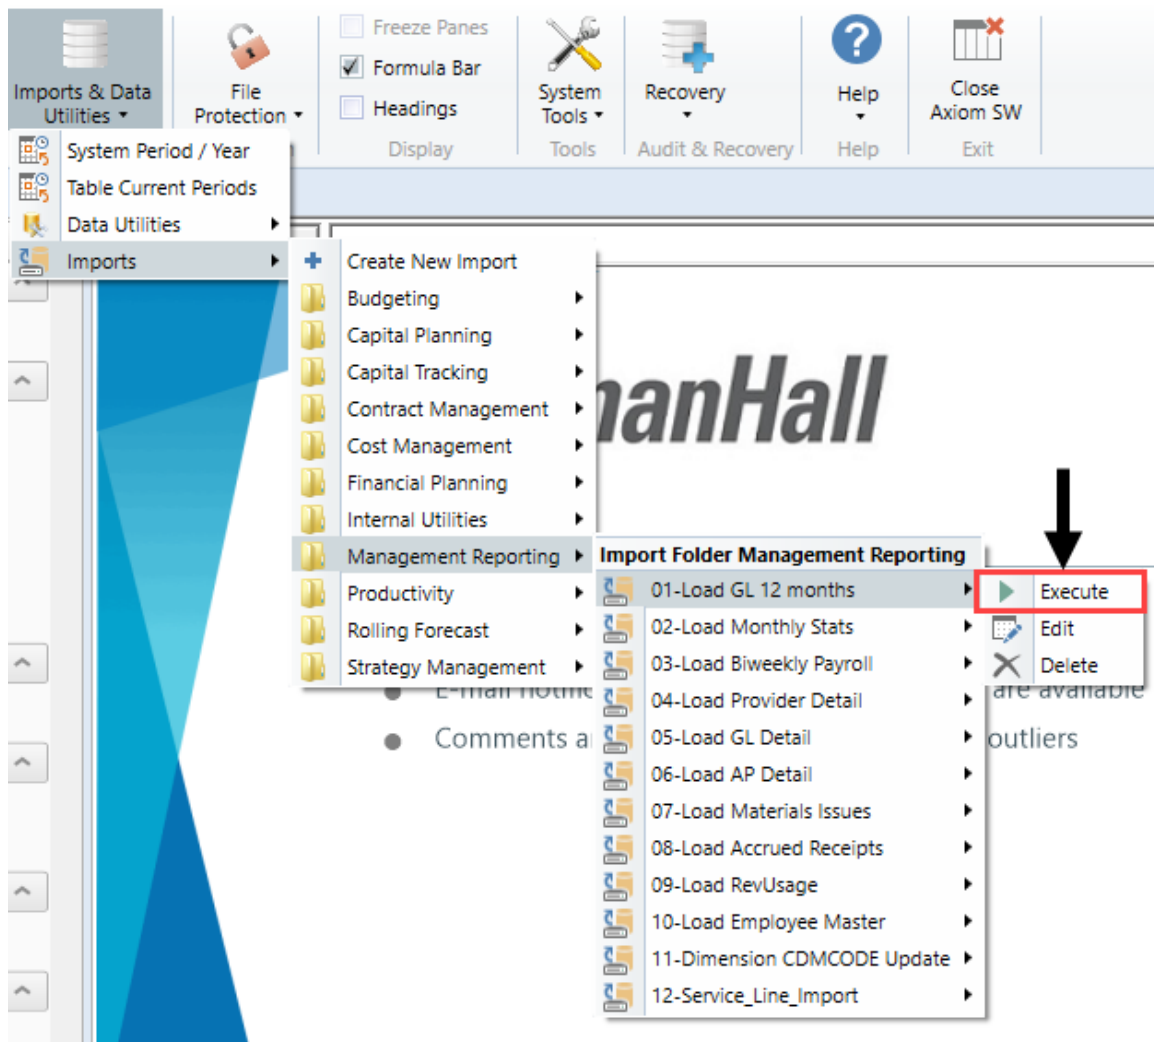 Imports & Data
Utilities
File
Protection
Freeze Panes
Formula Bar
Headings
Display
System
Tools
Tools
Recovery
Audit & Recovery
Help
Help
Close
Axiom SW
Exit
System Period / Year
Table Current Periods
Data Utilities
Imports
Create New Import
Budgeting
Capital Planning
Capital Tracking
Contract Management
Cost Management
Financial Planning
Internal Utilities
Management Reporting
Productivity
Rolling Forecast
Strategy Management
manHall
Import Folder Management Reporting
01-Load GL 12 months
02-Load Monthly Stats
03-Load Biweekly Payroll
04-Load Provider Detail
05-Load GL Detail
06-Load AP Detail
07-Load Materials Issues
08-Load Accrued Receipts
09-Load RevUsage
10-Load Employee Master
11-Dimension CDMCODE Update
12-Service_Line_Import
Execute
Edit
Delete
E-mail are available
Comments outliers